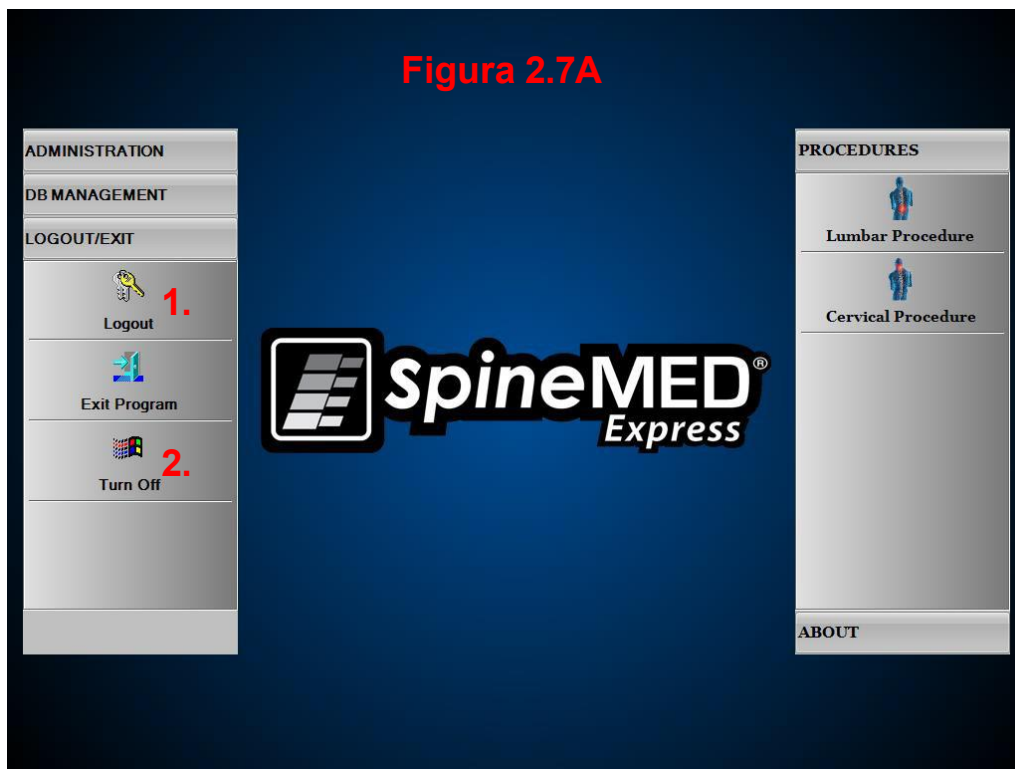 Figura 2.7A
ADMINISTRATION
DB MANAGEMENT
LOGOUT/EXIT
1.
Logout
Exit Program
2.
Turn Off
SpineMED®
Express
PROCEDURES
Lumbar Procedure
Cervical Procedure
ABOUT